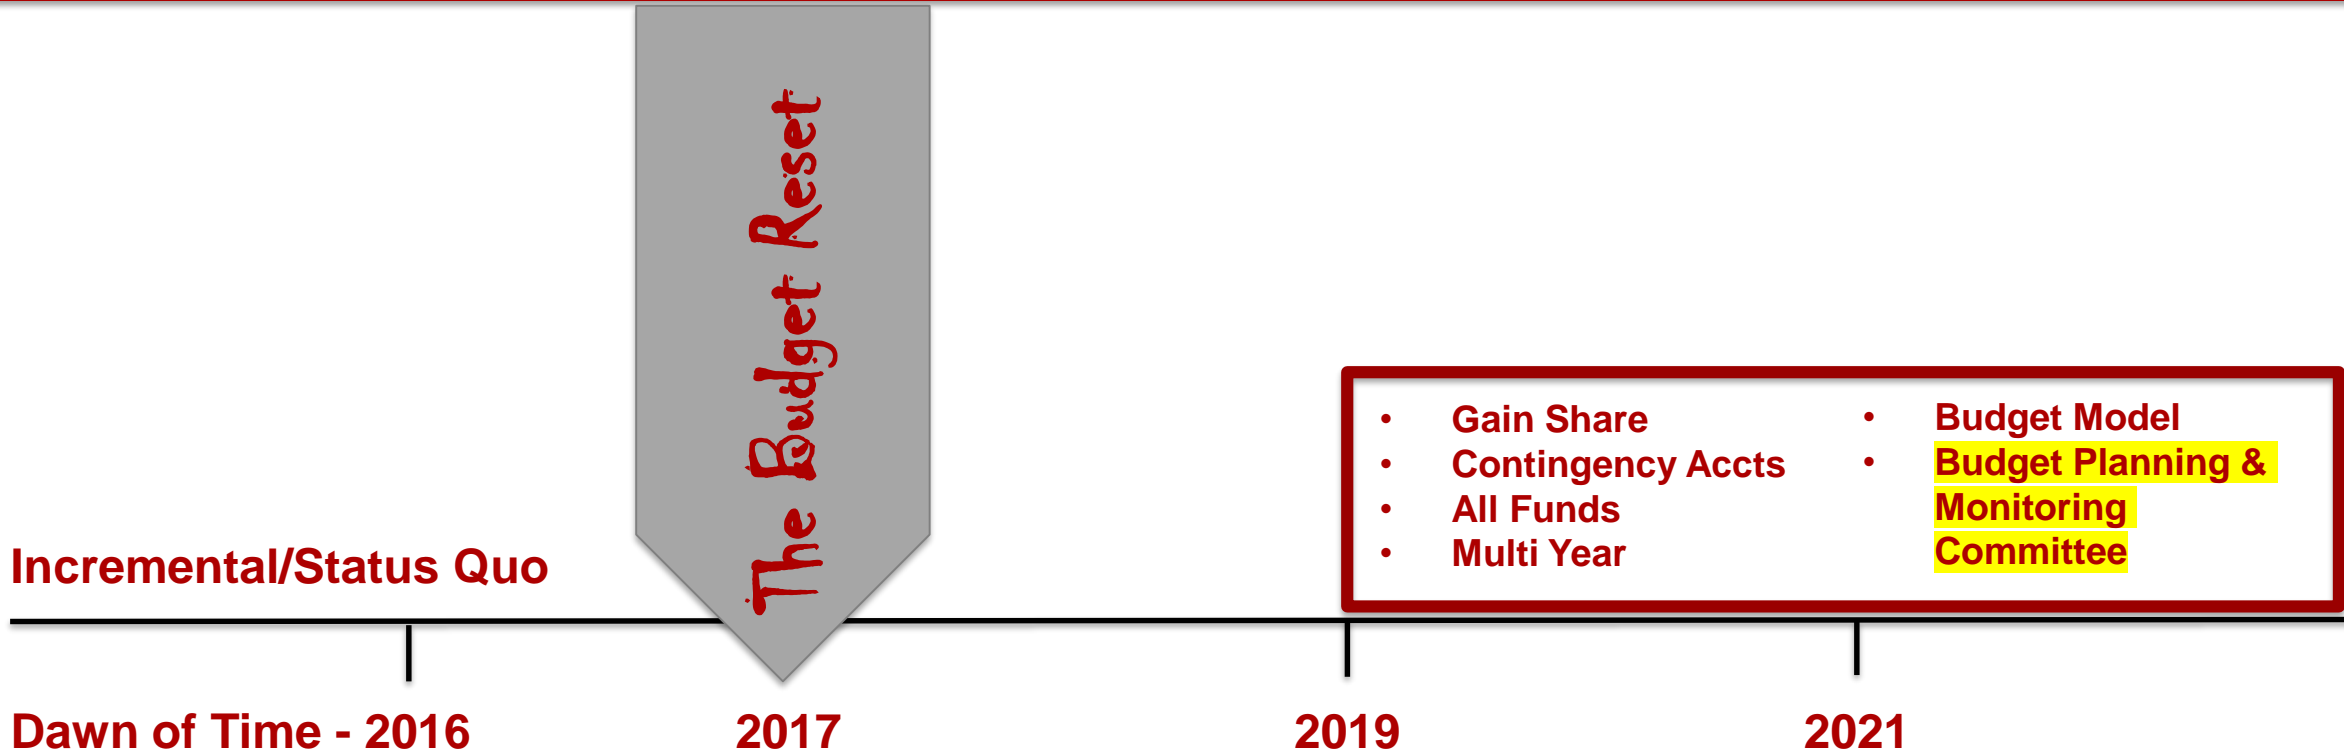 The Budget Reset
Incremental/Status Quo
• Gain Share
• Contingency Accts
• All Funds
• Multi Year
• Budget Model
• Budget Planning &
Monitoring
Committee
Dawn of Time - 2016
2017
2019
2021